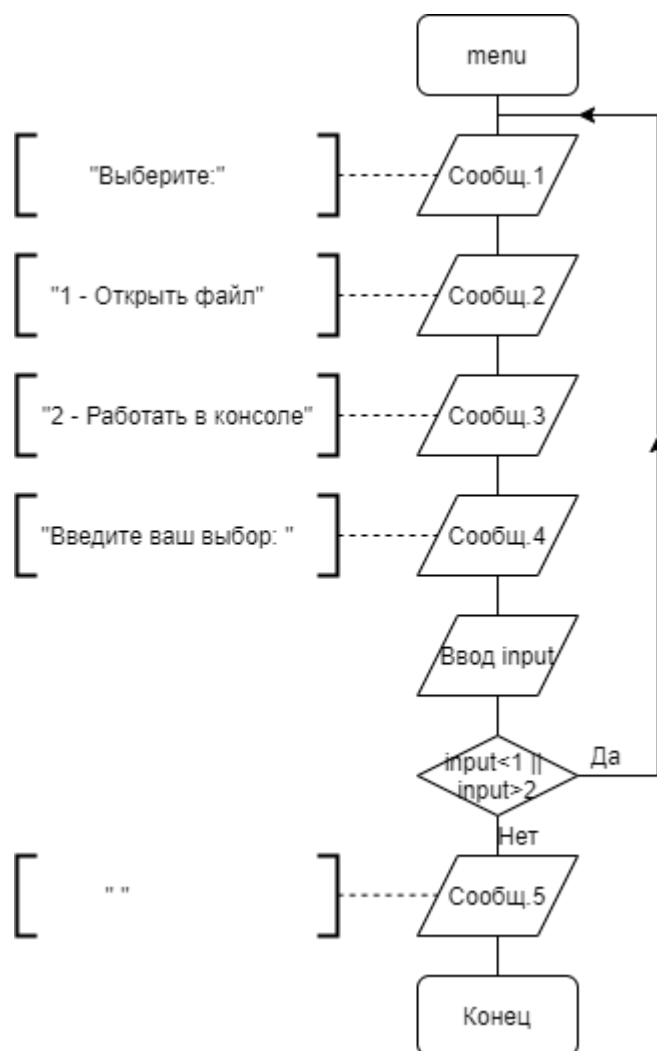 menu
"Выберите:"
Сообщ.1
"1 - Открыть файл"
Сообщ.2
"2 - Работать в консоле"
Сообщ.3
"Введите ваш выбор: "
Сообщ.4
Ввод input
input<1 ||
input>2
Да
Нет
" "
Сообщ.5
Конец